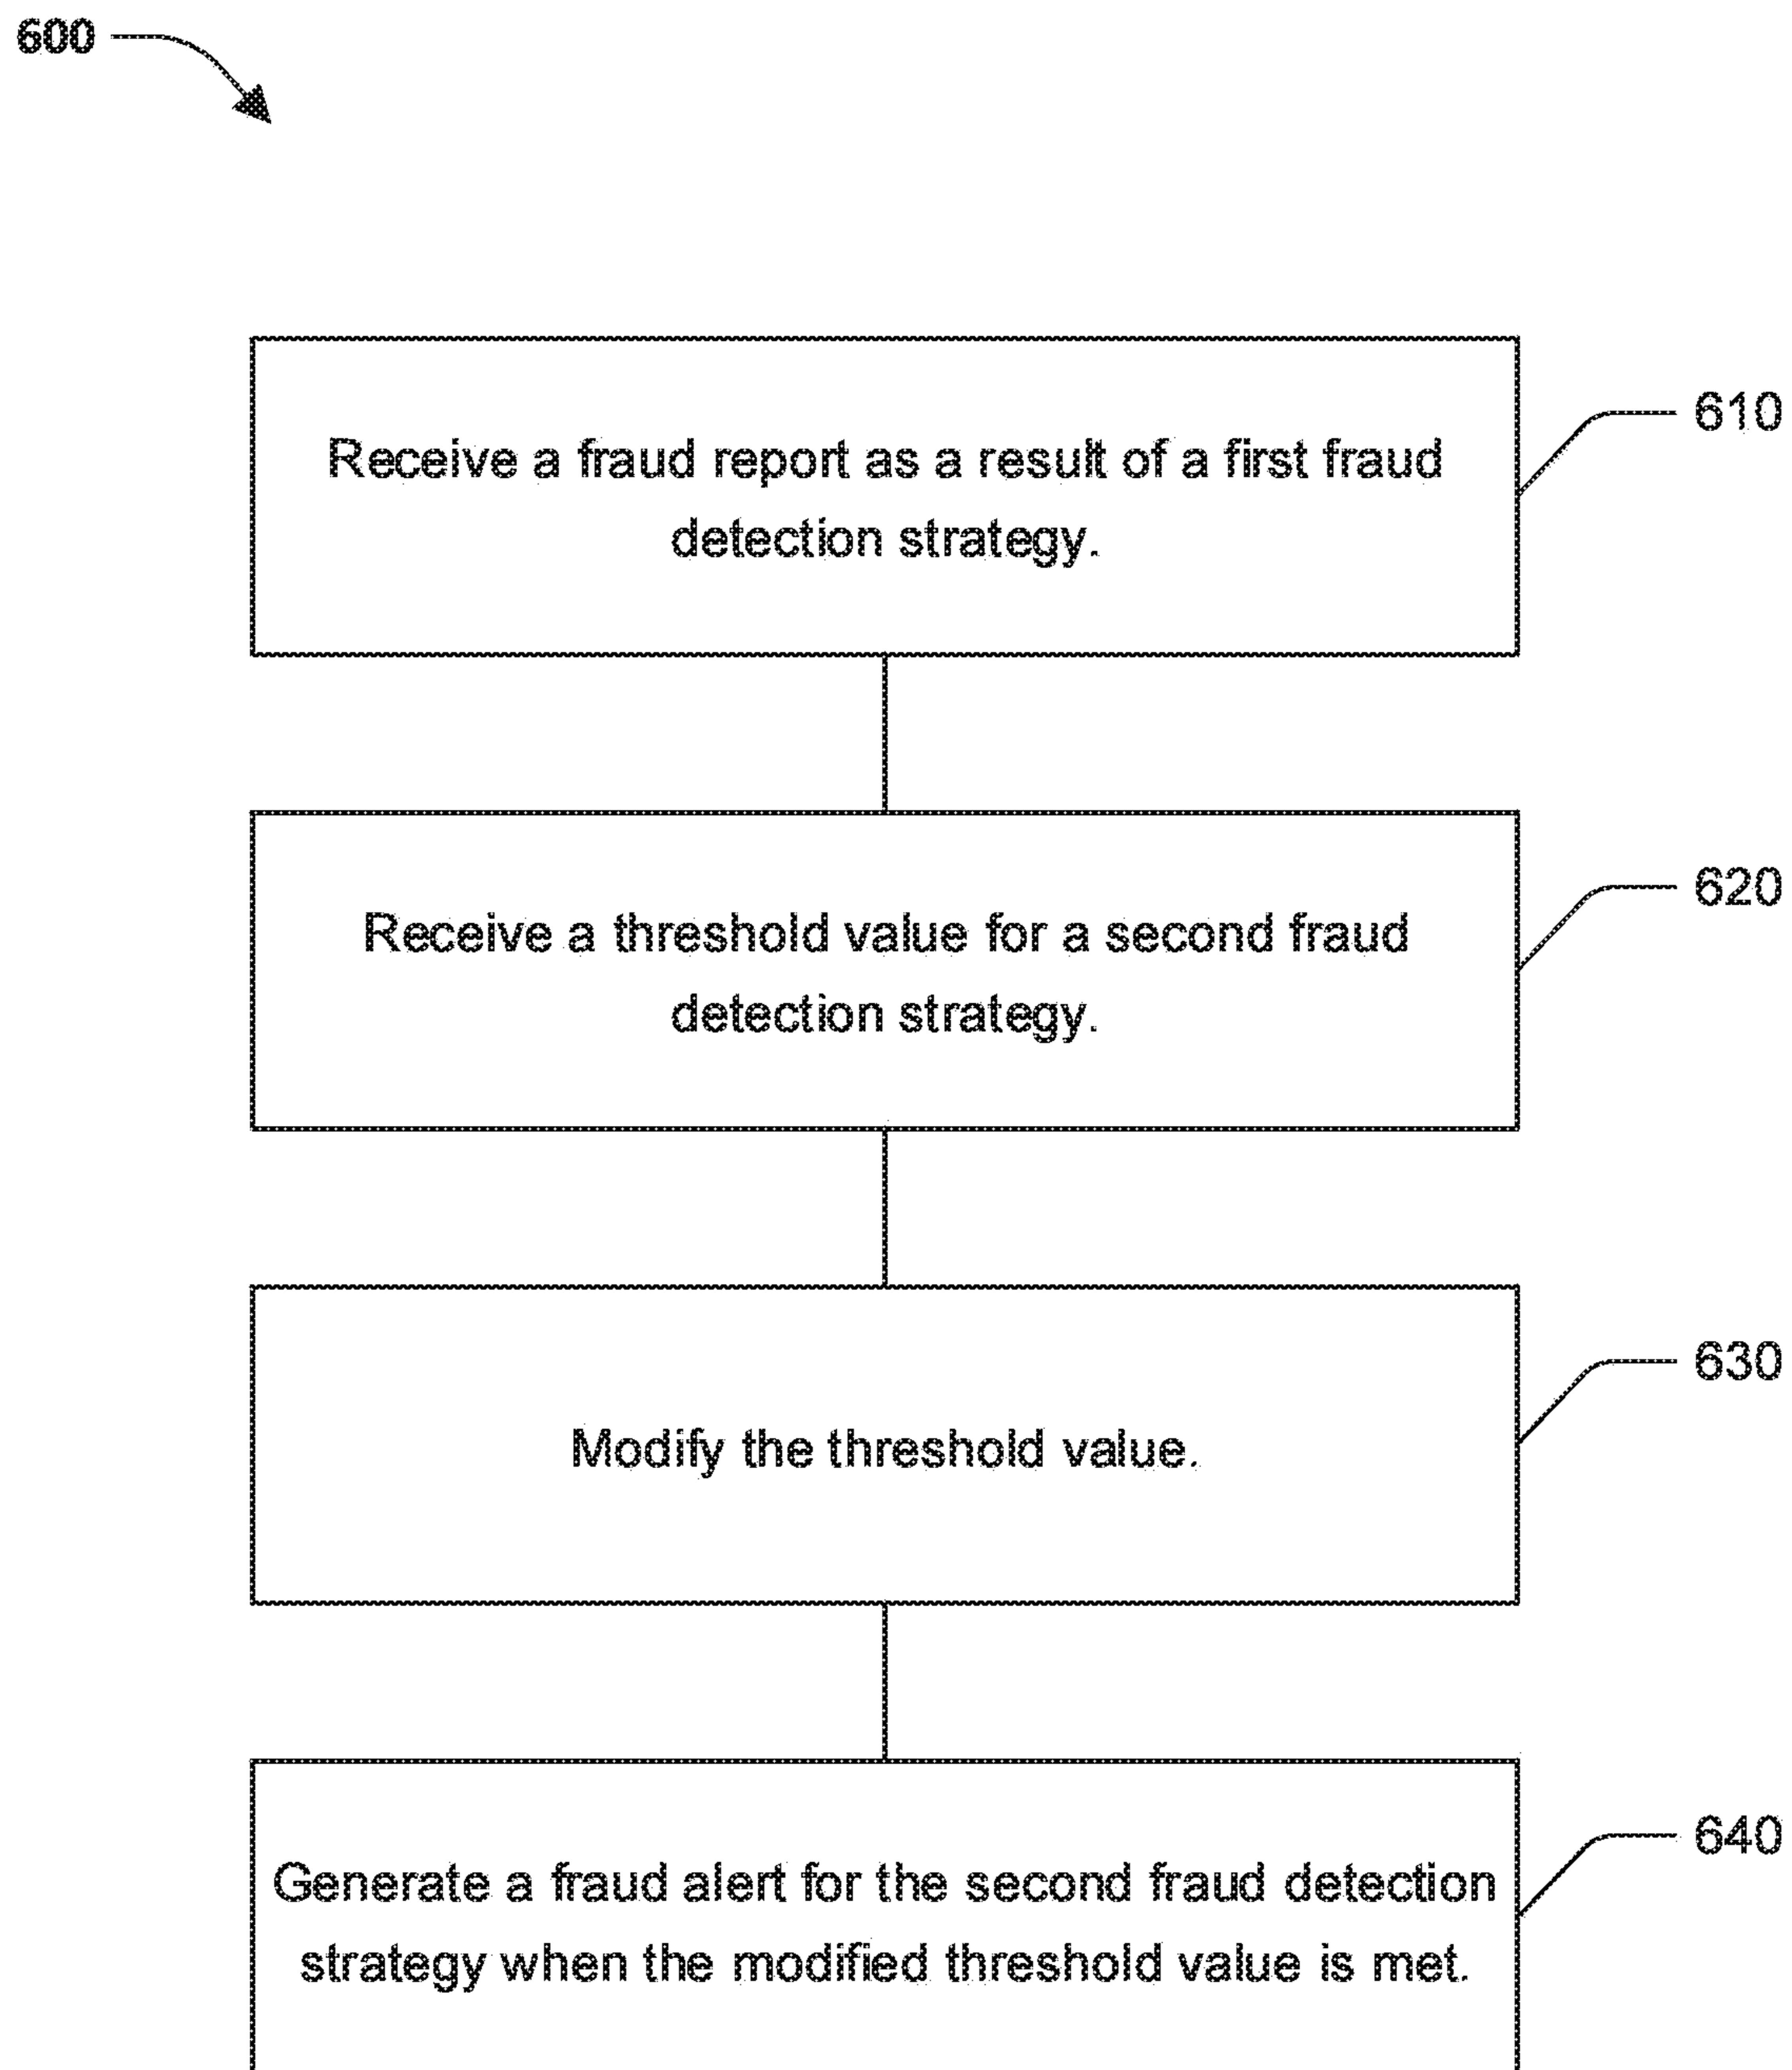 600
Receive a fraud report as a result of a first fraud
detection strategy.
610
Receive a threshold value for a second fraud
detection strategy.
620
Modify the threshold value.
630
Generate a fraud alert for the second fraud detection
strategy when the modified threshold value is met.
640